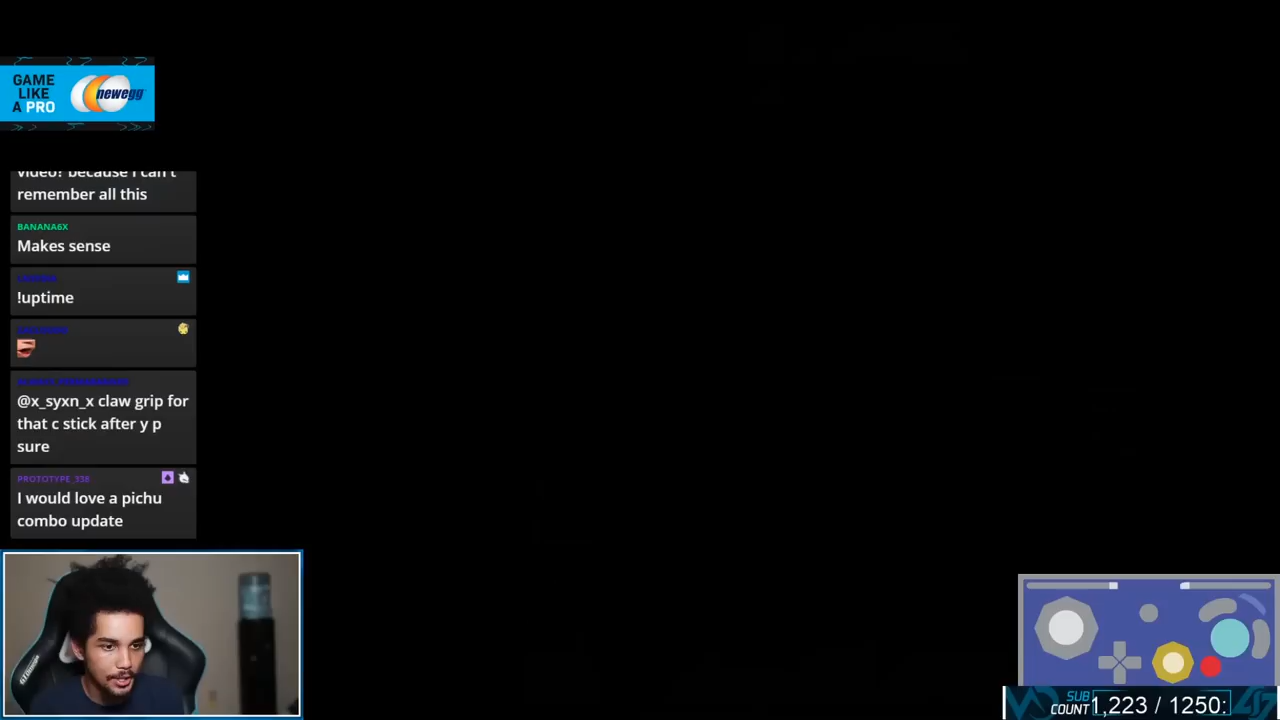 GAME
LIKE
A PRO
newegg
video? because I can't
remember all this
BANANA6X
Makes sense
!uptime
@x_syxn_x claw grip for
that c stick after y p
sure
PROTOTYPE_338
I would love a pichu
combo update
SUB
COUNT 1,223 / 1250: